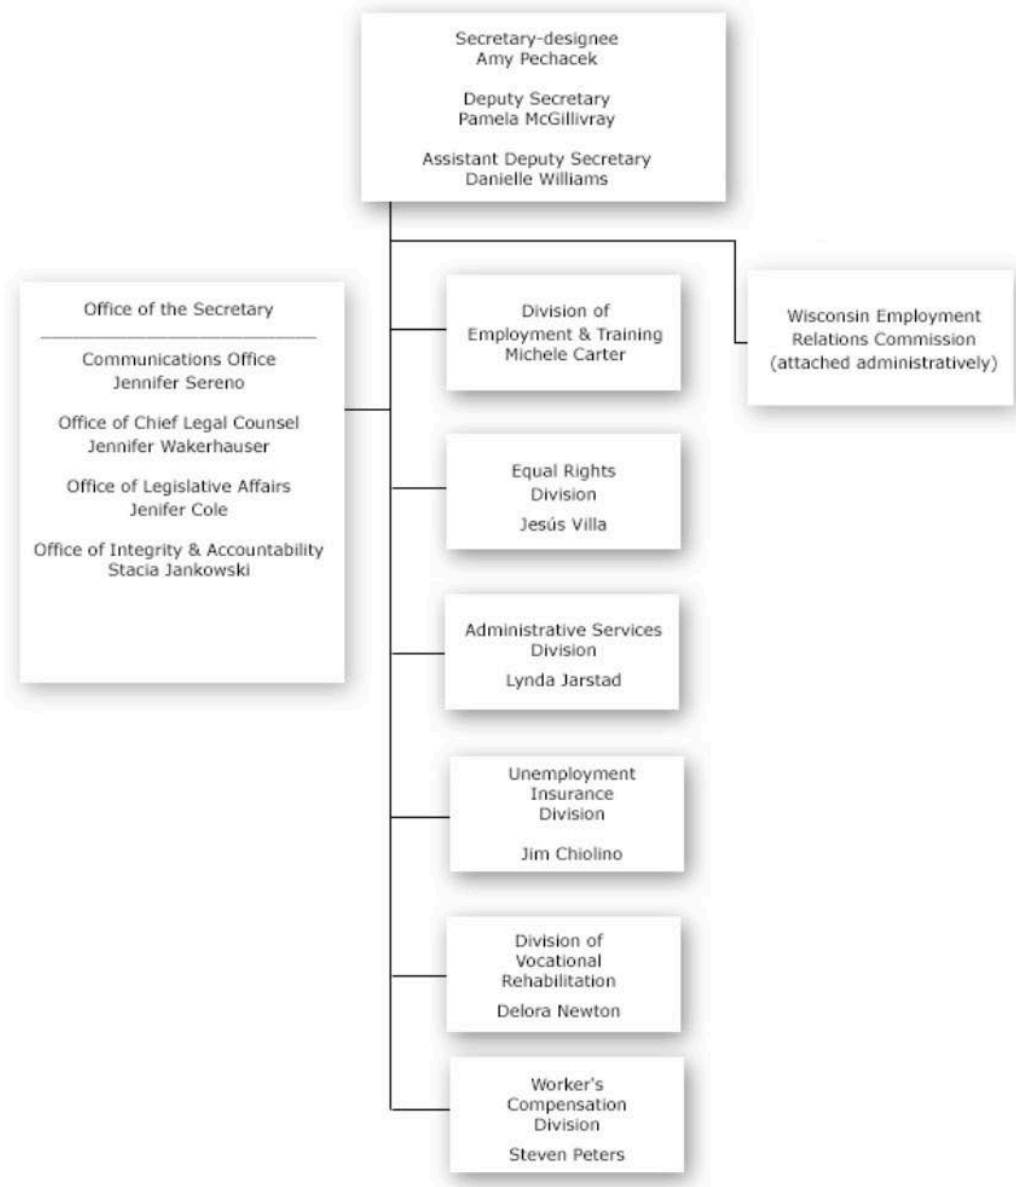 Secretary-designee
Amy Pechacek
Deputy Secretary
Pamela McGillivray
Assistant Deputy Secretary
Danielle Williams
Office of the Secretary
Communications Office
Jennifer Sereno
Office of Chief Legal Counsel
Jennifer Wakerhauser
Office of Legislative Affairs
Jenifer Cole
Office of Integrity & Accountability
Stacia Jankowski
Division of
Employment & Training
Michele Carter
Wisconsin Employment
Relations Commission
(attached administratively)
Equal Rights
Division
Jesús Villa
Administrative Services
Division
Lynda Jarstad
Unemployment
Insurance
Division
Jim Chiolino
Division of
Vocational
Rehabilitation
Delora Newton
Worker's
Compensation
Division
Steven Peters